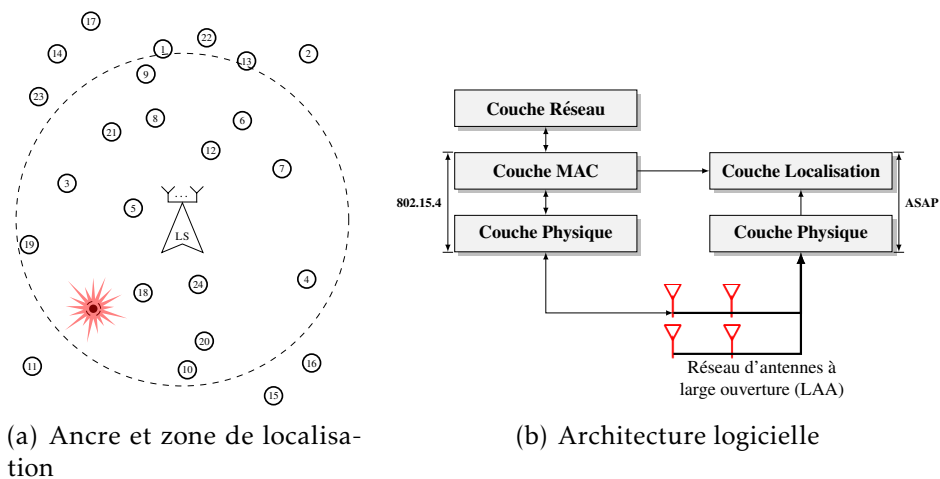 17
22
1
14
2
13
9
23
8
6
21
12
7
3
5
...
LS
19
4
24
18
20
11
10
16
15
(a) Ancre et zone de localisa-
tion
Couche Réseau
Couche MAC
Couche Localisation
802.15.4
ASAP
Couche Physique
Couche Physique
Réseau d'antennes à
large ouverture (LAA)
(b) Architecture logicielle